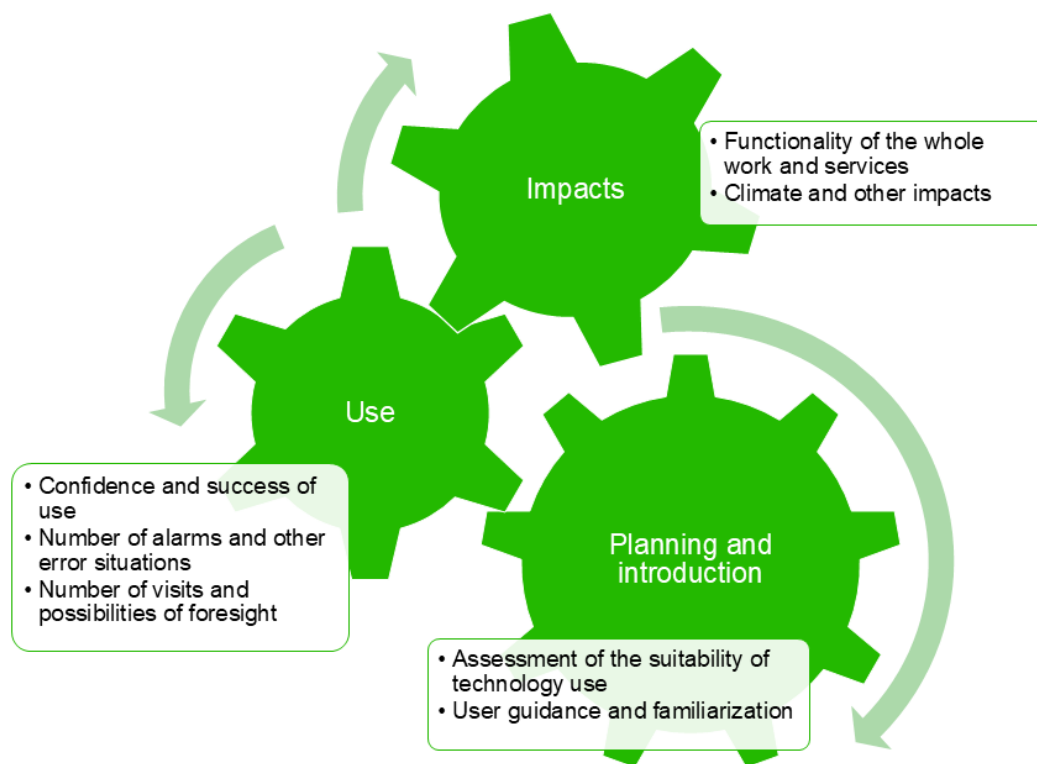 Impacts
• Functionality of the whole
work and services
• Climate and other impacts
Use
• Confidence and success of
use
• Number of alarms and other
error situations
• Number of visits and
possibilities of foresight
Planning and
introduction
• Assessment of the suitability of
technology use
• User guidance and familiarization